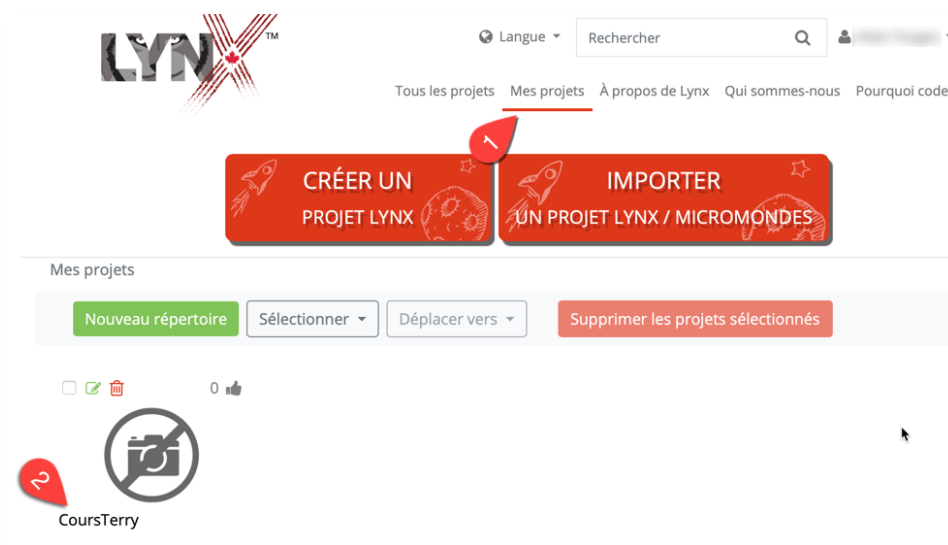 LYNX TM
Langue
Rechercher
Tous les projets Mes projets À propos de Lynx Qui sommes-nous Pourquoi code
1
CRÉER UN
PROJET LYNX
IMPORTER
UN PROJET LYNX / MICROMONDES
Mes projets
Nouveau répertoire Sélectionner Déplacer vers Supprimer les projets sélectionnés
0
2
CoursTerry